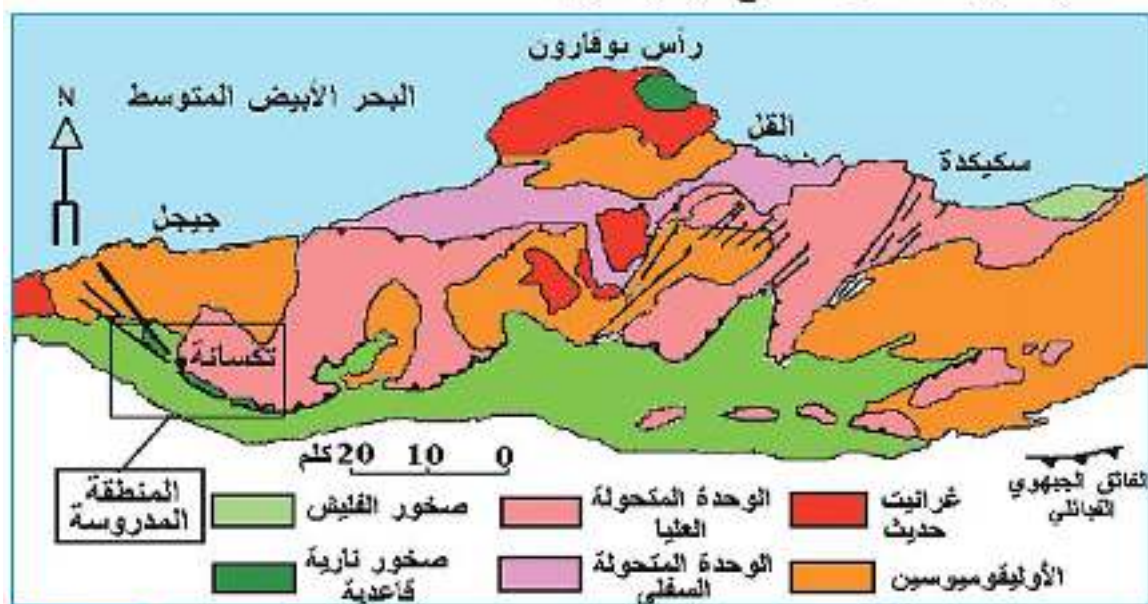 رأس بوقارون
N
البحر الأبيض المتوسط
القل
سكيكدة
جيجل
تكسانة
كلم 20 10 0
المنطقة
المدروسة
صخور الفليش
صخور نارية
قاعدية
الوحدة المتحولة
العليا
الوحدة المتحولة
السفلى
غرانيت
حديث
الأوليقوميوسين
الفائق الجبهوي
القبائلي